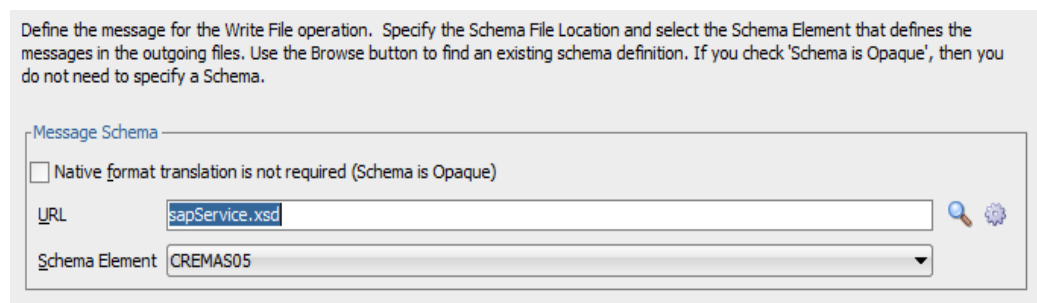 Define the message for the Write File operation.  Specify the Schema File Location and select the Schema Element that defines the
messages in the outgoing files. Use the Browse button to find an existing schema definition. If you check 'Schema is Opaque', then you
do not need to specify a Schema.
Message Schema
Native format translation is not required (Schema is Opaque)
URL sapService.xsd
Schema Element CREMAS05